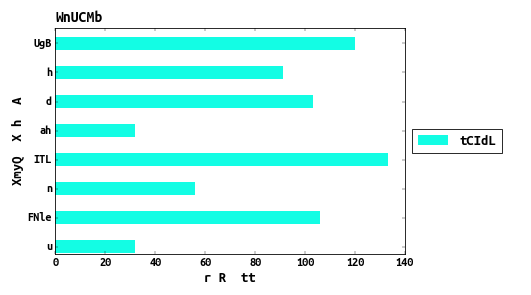 WnUCMb
UgB
h
d
ah
ITL
n
FNle
u
XmyQ X h A
0 20 40 60 80 100 120 140
r R tt
tCIdL